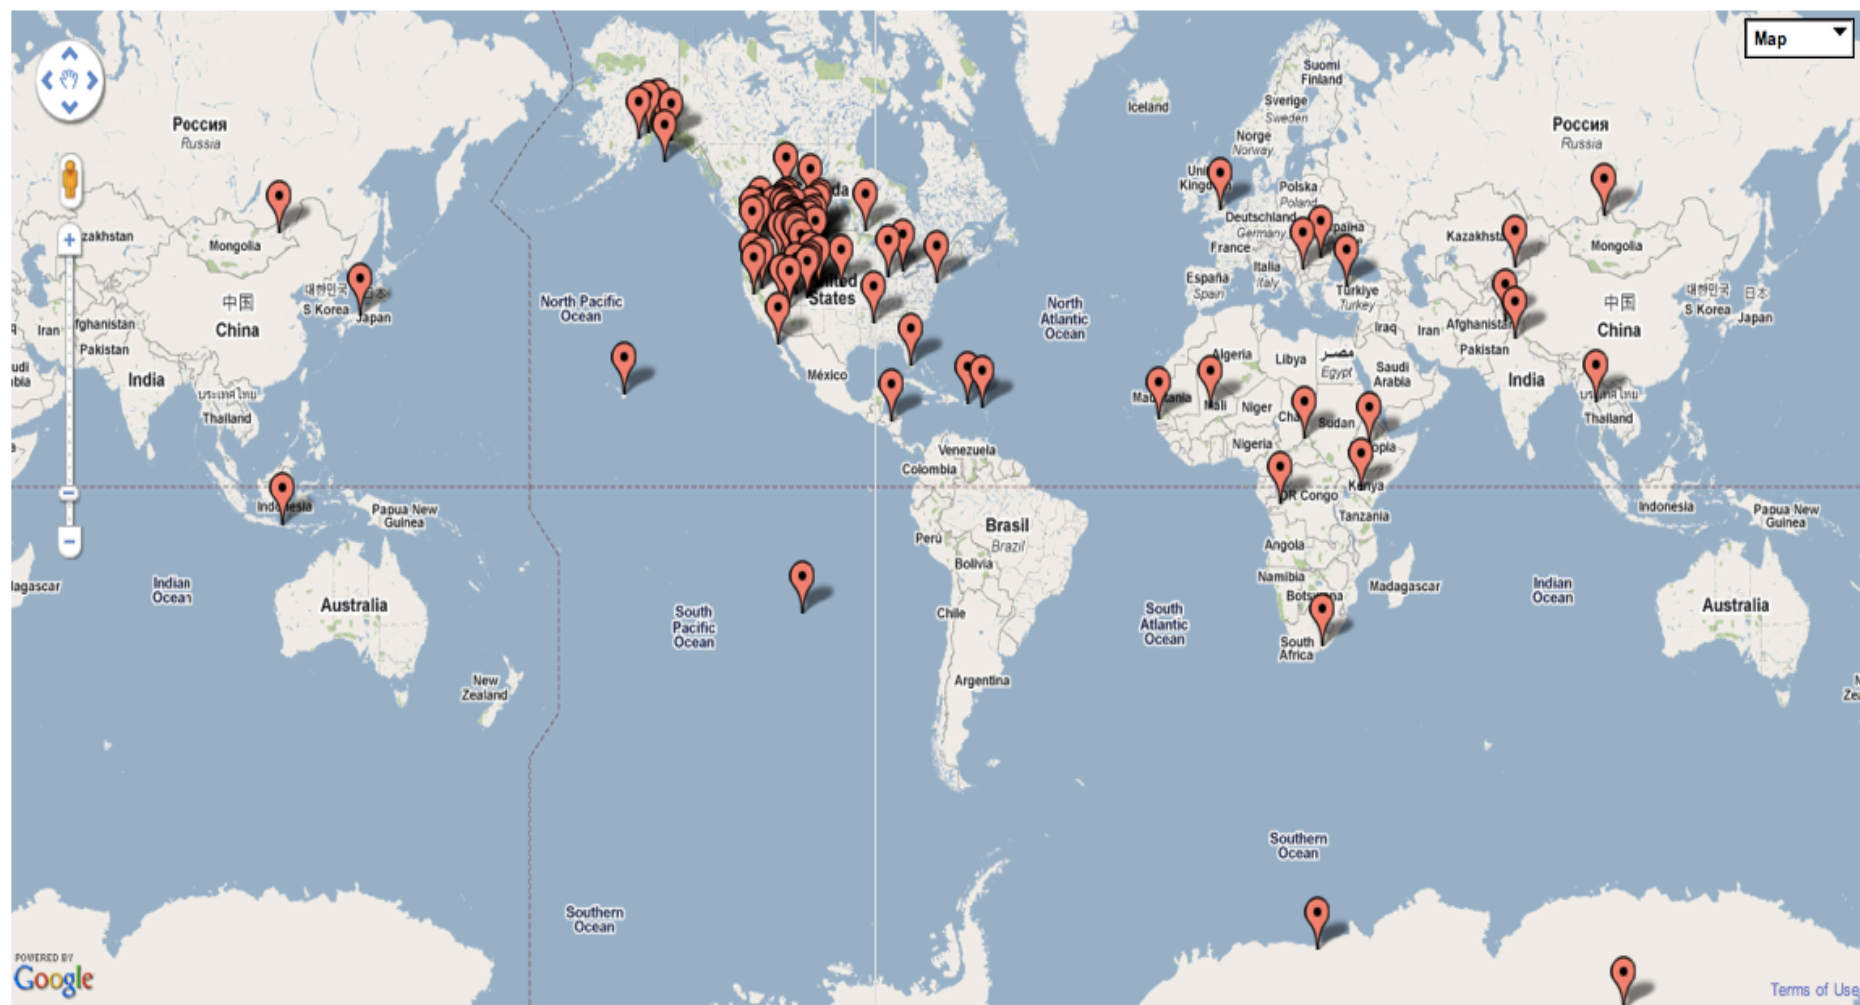 Map
Suomi
Finland
Iceland
Sverige
Sweden
Norge
Norway
Россия
Russia
Россия
Russia
Polska
Poland
Deutschland
Germany
France
Kazakhsta
Mongolia
Mongolia
zakhstan
España
Spain
Italia
Italy
Türkiye
Turkey
United
States
North Pacific
Ocean
North
Atlantic
Ocean
대한민국
S Korea
日本
Japan
中国
China
Iran
fghanistan
Pakistan
India
ประเทศไทย
Thailand
México
Algeria
Libya
مصر
Egypt
Iraq
Iran
Afghanistan
Pakistan
Saudi
Arabia
India
中国
China
대한민국
S Korea
日本
Japan
Thailand
Mali
Niger
Sudan
Nigeria
Venezuela
Colombia
Kenya
DR Congo
Tanzania
Indonesia
Papua New
Guinea
Indonesia
Papua New
Guinea
Brasil
Brazil
Perú
Bolivia
Angola
Namibia
Botswana
Madagascar
lagascar
Indian
Ocean
Indian
Ocean
Australia
Australia
South
Pacific
Ocean
Chile
South
Atlantic
Ocean
South
Africa
New
Zealand
Argentina
Southern
Ocean
Southern
Ocean
POWERED BY
Google
Terms of Use